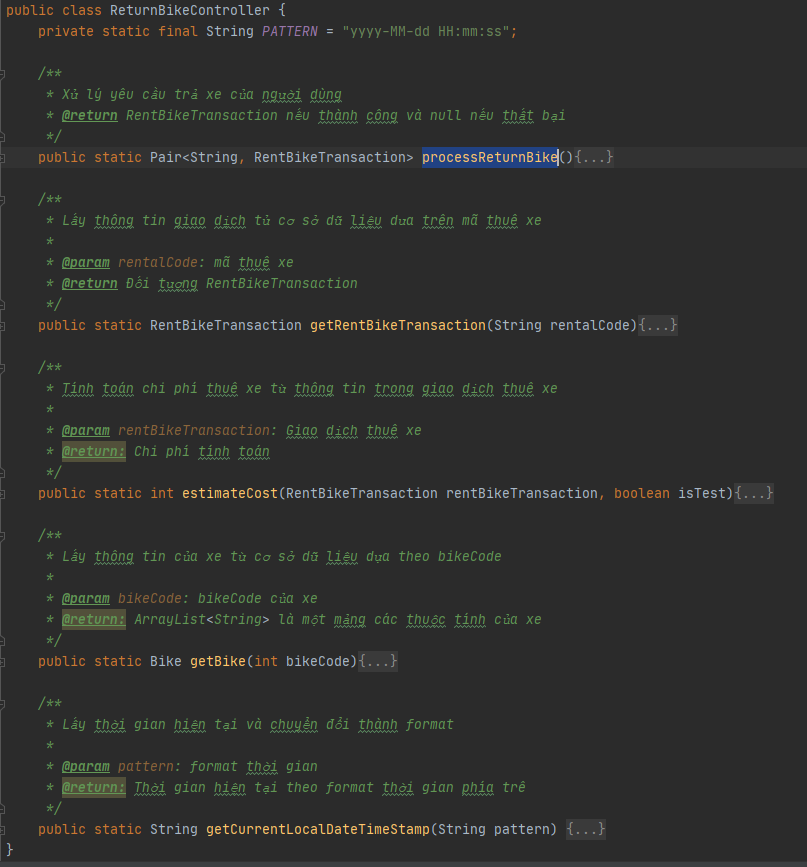 public class ReturnBikeController {
    private static final String PATTERN = "yyyy-MM-dd HH:mm:ss";
    /**
     * Xử lý yêu cầu trả xe của người dùng
     * @return RentBikeTransaction nếu thành công và null nếu thất bại
     */
    public static Pair<String, RentBikeTransaction> processReturnBike(){...}
    /**
     * Lấy thông tin giao dịch từ cơ sở dữ liệu dưa trên mã thuê xe
     *
     * @param rentalCode: mã thuê xe
     * @return Đối tượng RentBikeTransaction
     */
    public static RentBikeTransaction getRentBikeTransaction(String rentalCode){...}
    /**
     * Tính toán chi phí thuê xe từ thông tin trong giao dịch thuê xe
     *
     * @param rentBikeTransaction: Giao dịch thuê xe
     * @return: Chi phí tính toán
     */
    public static int estimateCost(RentBikeTransaction rentBikeTransaction, boolean isTest){...}
    /**
     * Lấy thông tin của xe từ cơ sở dữ liệu dựa theo bikeCode
     *
     * @param bikeCode: bikeCode của xe
     * @return: ArrayList<String> là một mảng các thuộc tính của xe
     */
    public static Bike getBike(int bikeCode){...}
    /**
     * Lấy thời gian hiện tại và chuyển đổi thành format
     *
     * @param pattern: format thời gian
     * @return: Thời gian hiện tại theo format thời gian phía trê
     */
    public static String getCurrentLocalDateTimeStamp(String pattern) {...}
}